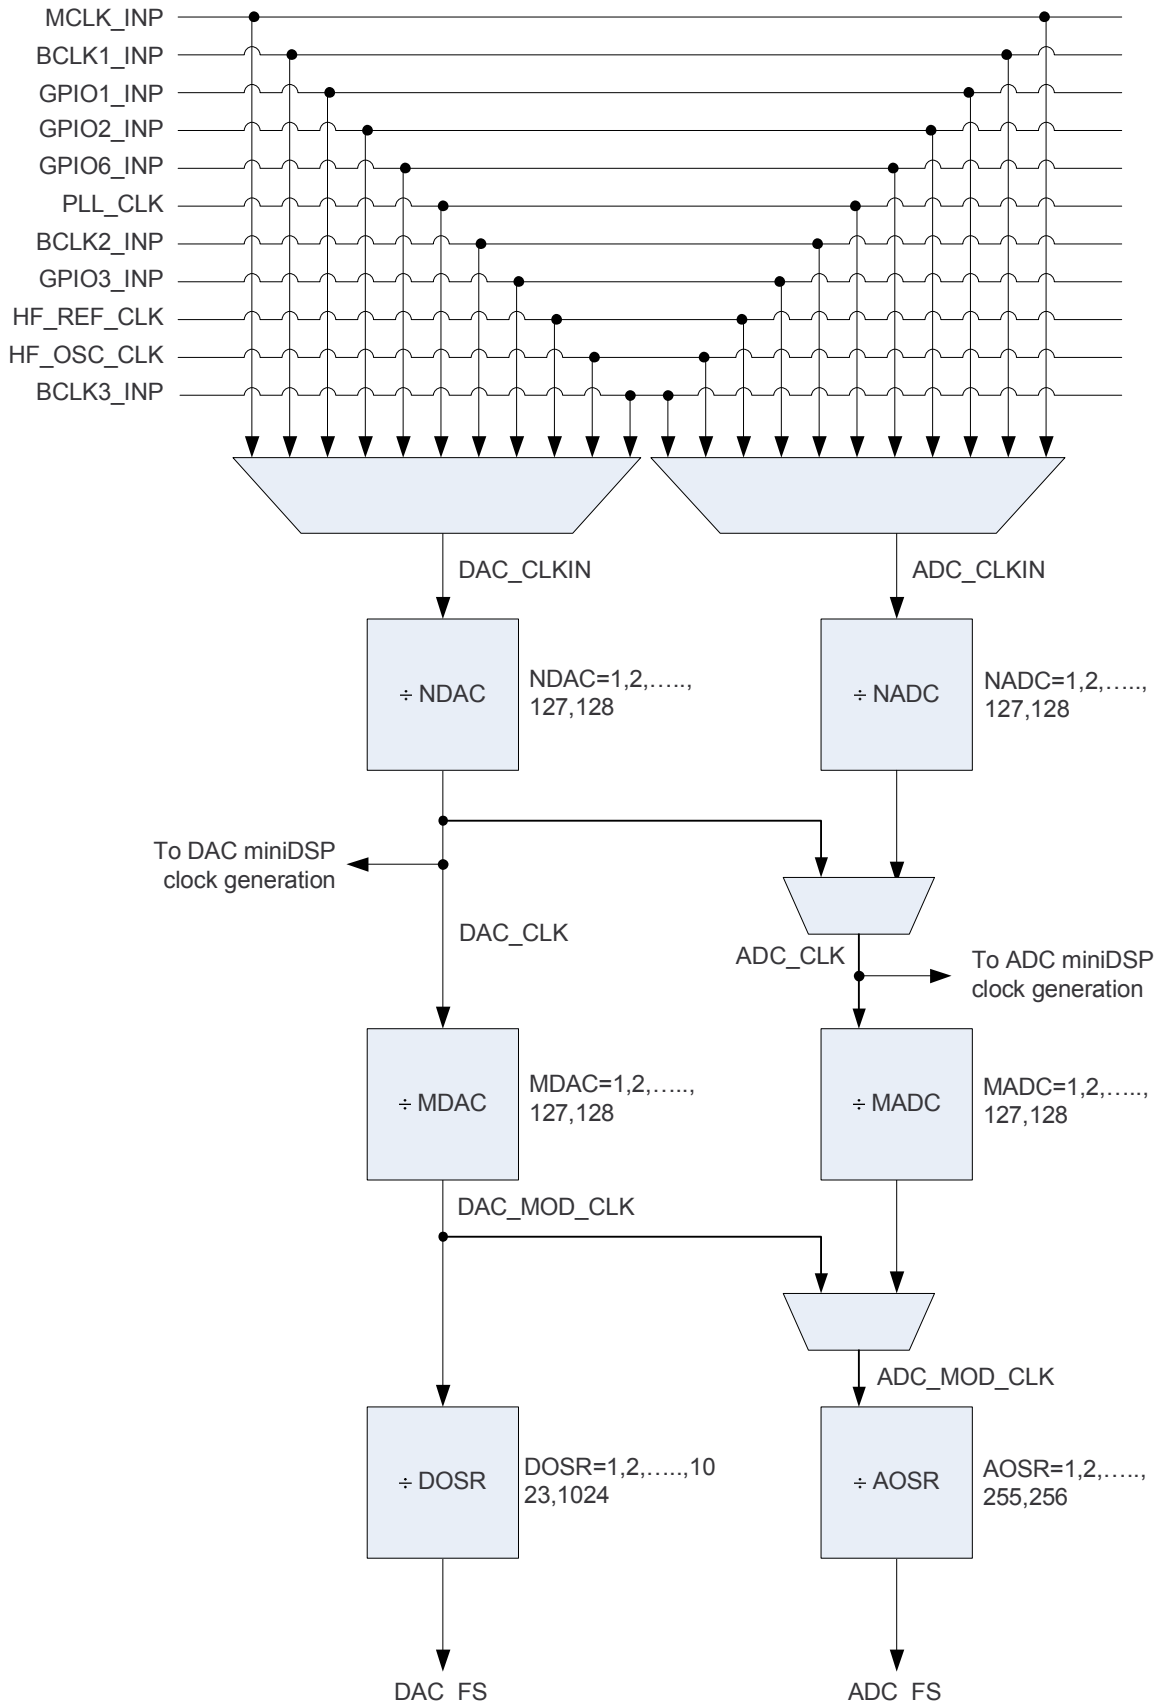 MCLK_INP
BCLK1_INP
GPIO1_INP
GPIO2_INP
GPIO6_INP
PLL_CLK
BCLK2_INP
GPIO3_INP
HF_REF_CLK
HF_OSC_CLK
BCLK3_INP
DAC_CLKIN
ADC_CLKIN
÷ NDAC
NDAC=1,2,…..,
127,128
÷ NADC
NADC=1,2,…..,
127,128
To DAC miniDSP
clock generation
DAC_CLK
ADC_CLK
To ADC miniDSP
clock generation
÷ MDAC
MDAC=1,2,…..,
127,128
÷ MADC
MADC=1,2,…..,
127,128
DAC_MOD_CLK
ADC_MOD_CLK
÷ DOSR
DOSR=1,2,…..,10
23,1024
÷ AOSR
AOSR=1,2,…..,
255,256
DAC_FS
ADC_FS